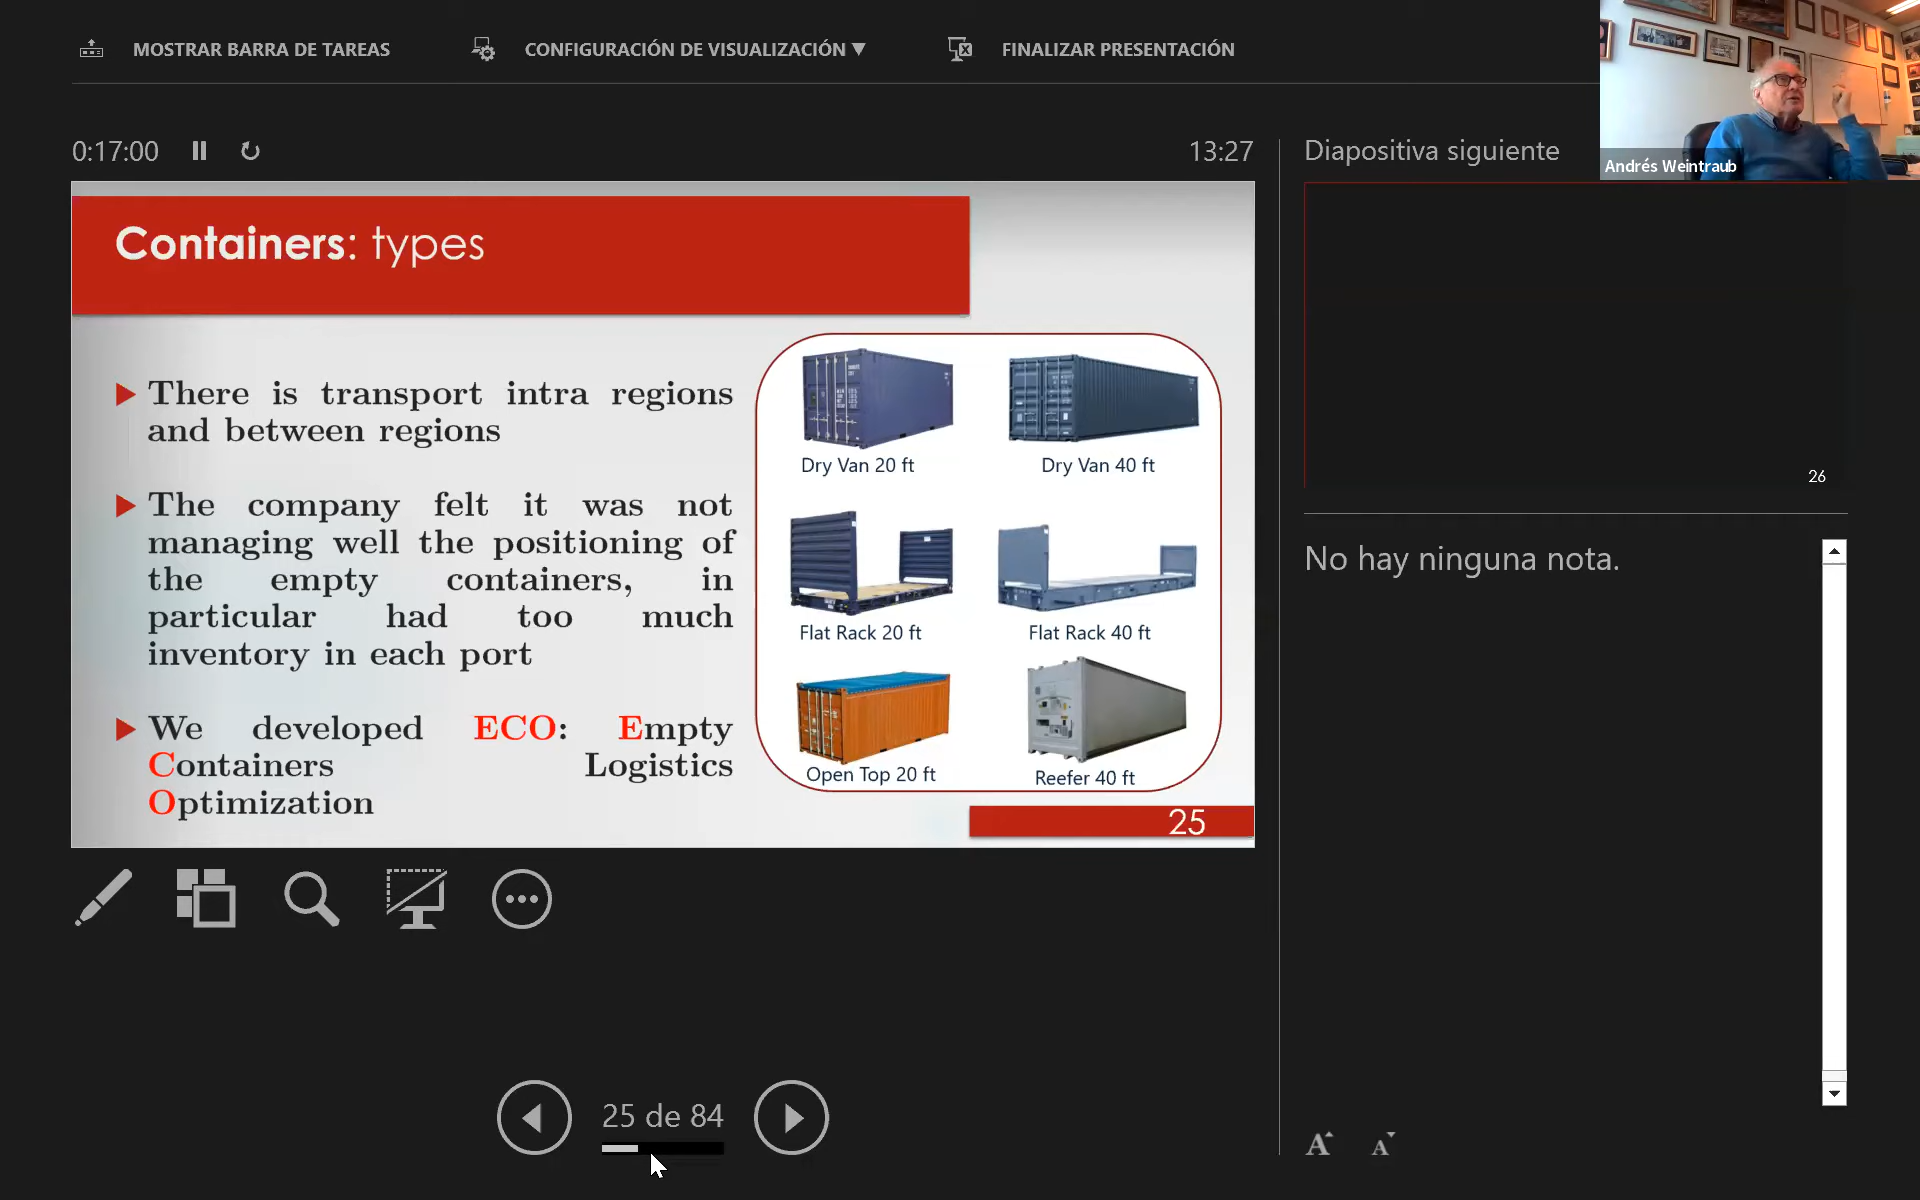 MOSTRAR BARRA DE TAREAS
CONFIGURACIÓN DE VISUALIZACIÓN ▼
FINALIZAR PRESENTACIÓN
Andrés Weintraub
0:17:00
13:27
Diapositiva siguiente
Containers: types
There is transport intra regions
and between regions
The company felt it was not
managing well the positioning of
the empty containers, in
particular had too much
inventory in each port
We developed ECO: Empty
Containers Logistics
Optimization
Dry Van 20 ft
Dry Van 40 ft
Flat Rack 20 ft
Flat Rack 40 ft
Open Top 20 ft
Reefer 40 ft
25
26
No hay ninguna nota.
25 de 84
A A